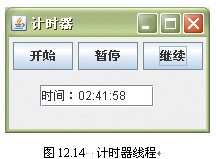 计时器
开始 暂停 继续
时间：02:41:58
图 12.14 计时器线程